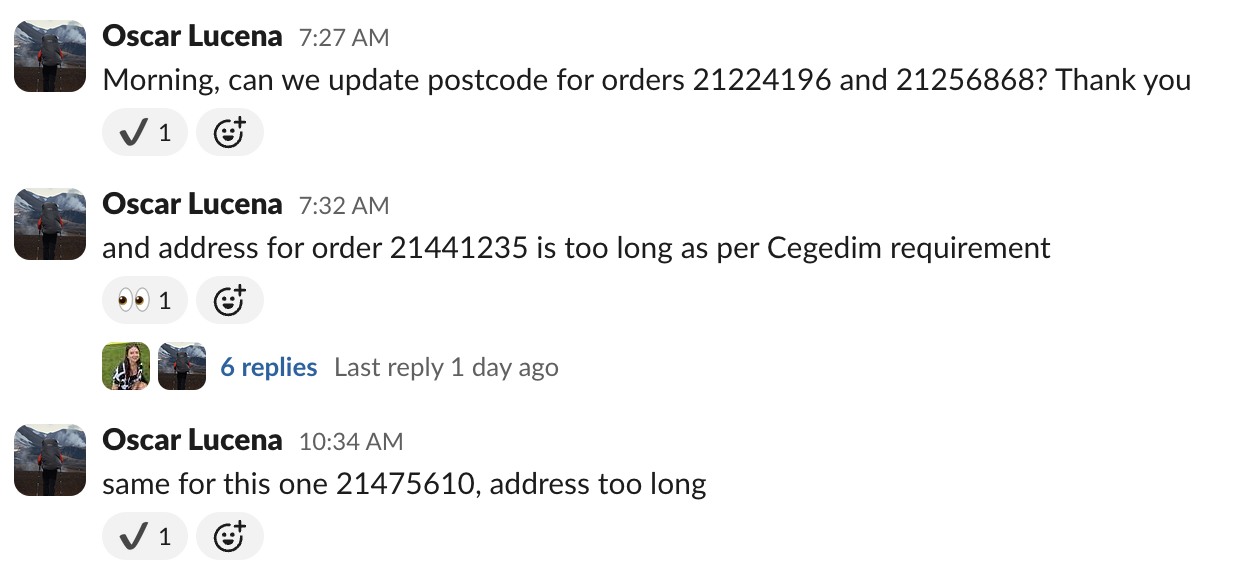 Oscar Lucena 7:27 AM
Morning, can we update postcode for orders 21224196 and 21256868? Thank you
1
Oscar Lucena 7:32 AM
and address for order 21441235 is too long as per Cegedim requirement
1
6 replies Last reply 1 day ago
Oscar Lucena 10:34 AM
same for this one 21475610, address too long
1